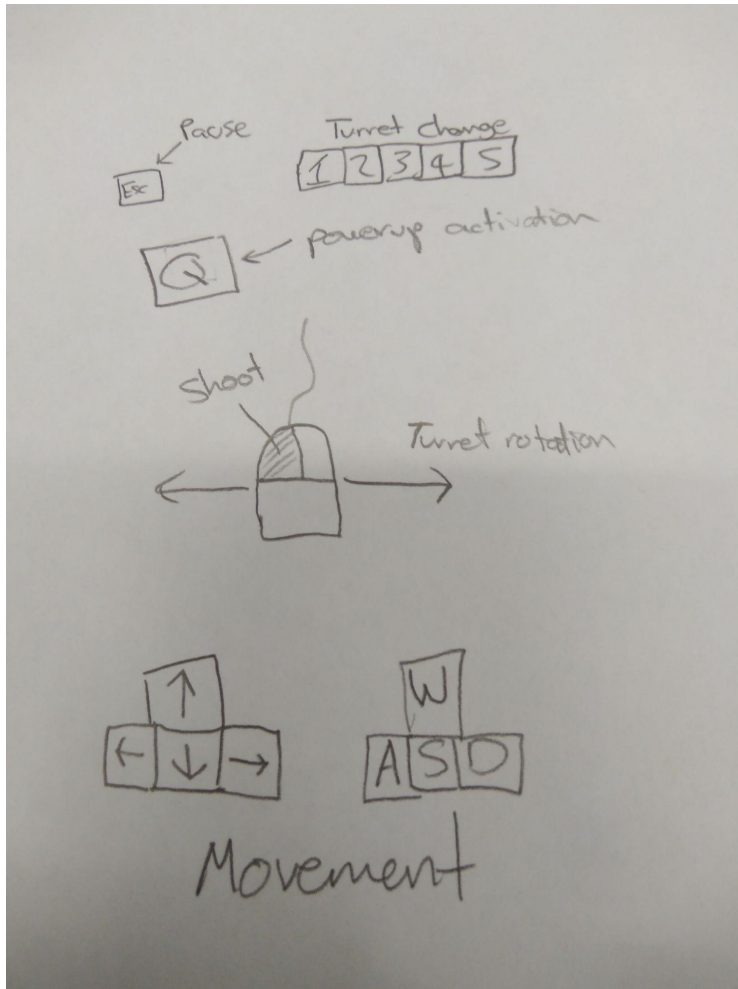 Pause
Turret change
Esc
1 2 3 4 5
powerup activation
Q
Shoot
Turret rotation
↑
← ↓ →
W
A S D
Movement